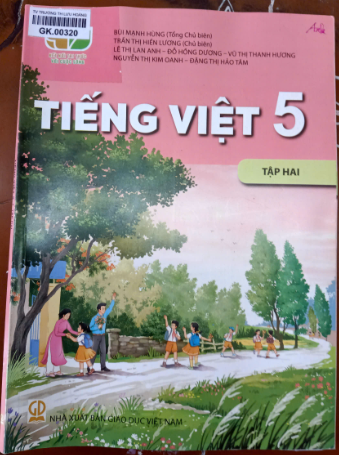 GK.00320
BÙI MẠNH HÙNG (Tổng Chủ biên)
TRẦN THỊ HIỀN LƯƠNG (Chủ biên)
LÊ THỊ LAN ANH – ĐỖ HỒNG DƯƠNG – VŨ THỊ THANH HƯƠNG
NGUYỄN THỊ KIM OANH – ĐẶNG THỊ HẢO TÂM
TIẾNG VIỆT 5
TẬP HAI
NHÀ XUẤT BẢN GIÁO DỤC VIỆT NAM